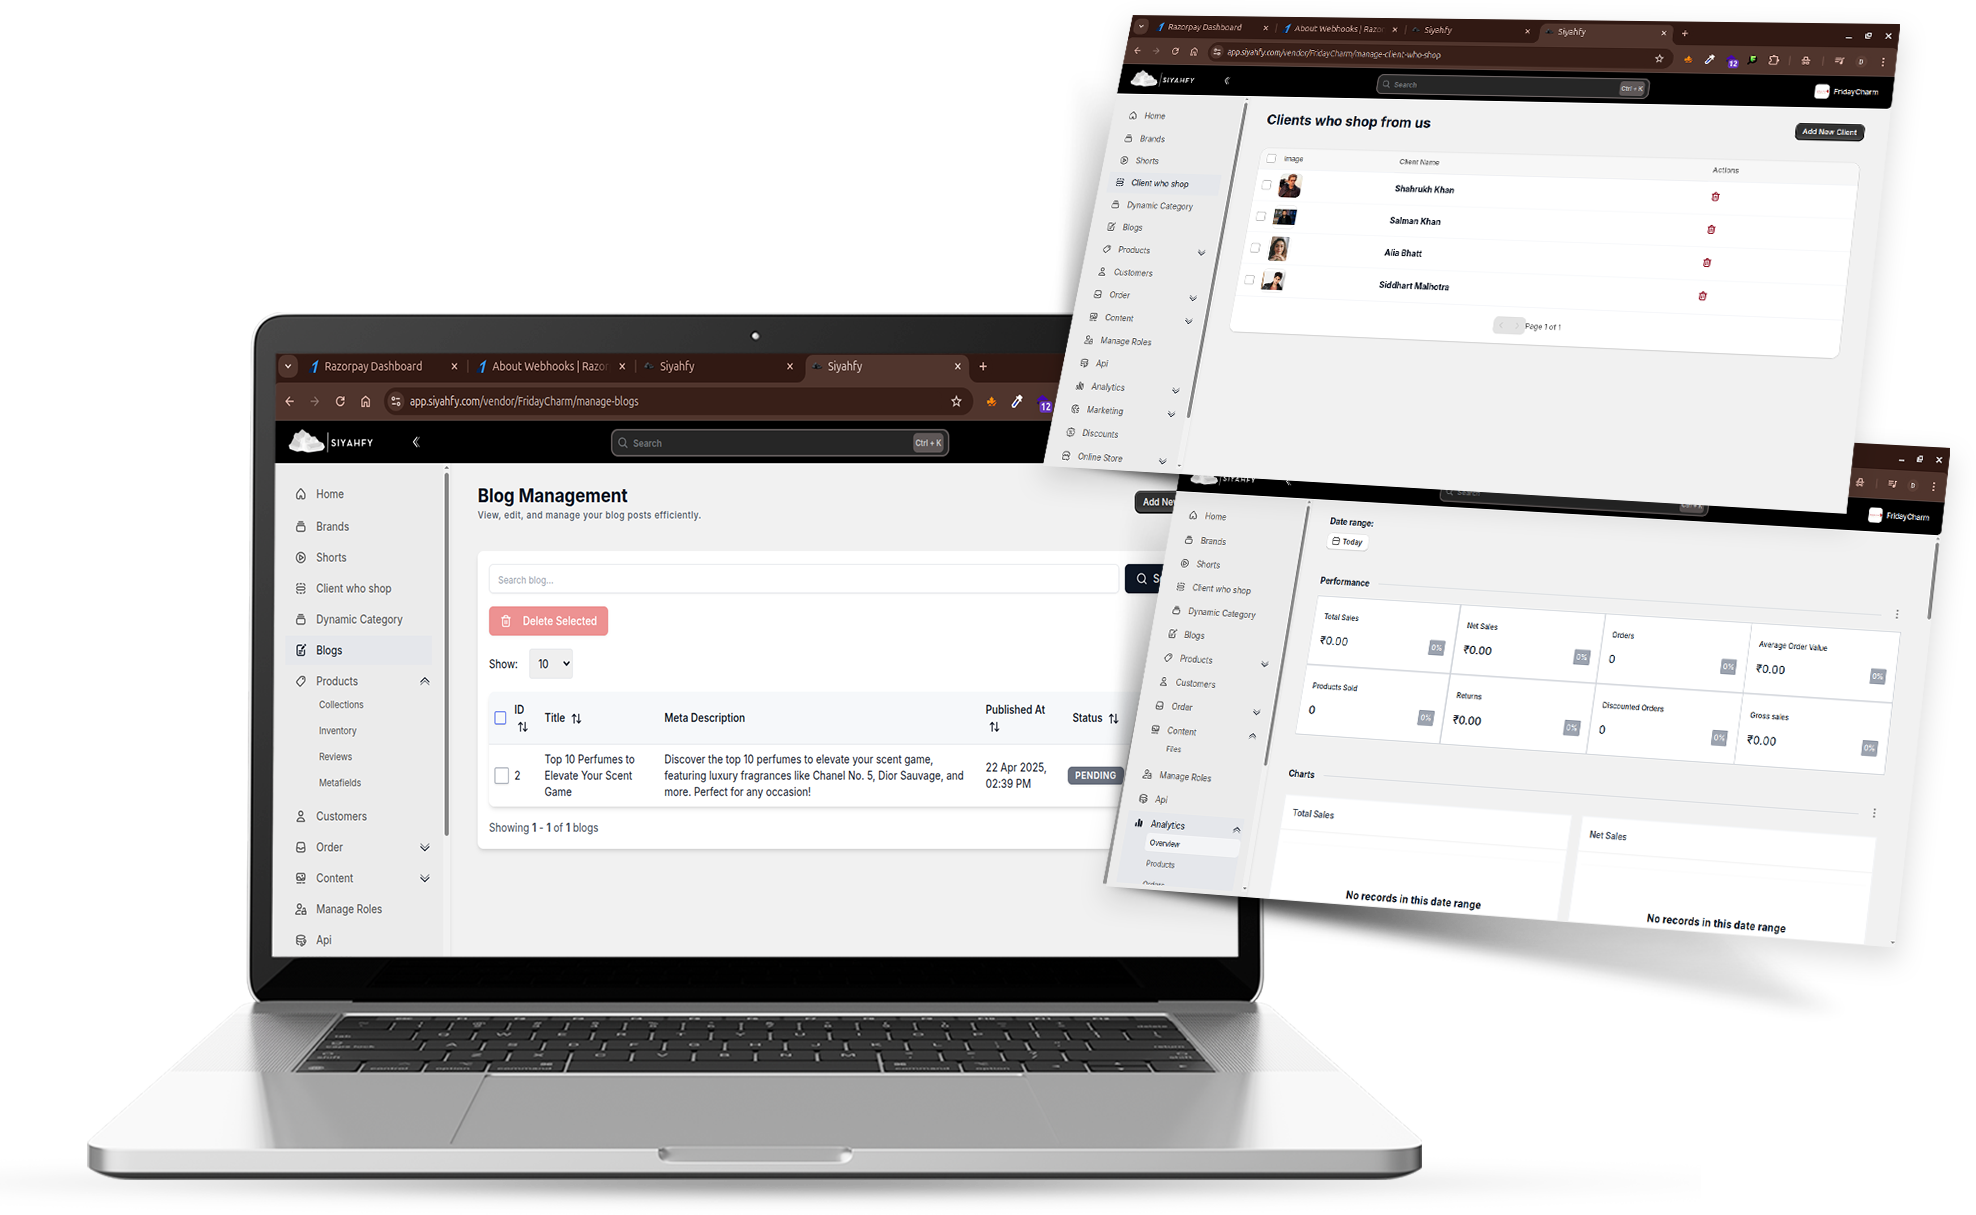 Razorpay Dashboard
About Webhooks | Razor
Siyahfy
Siyahfy
app.siyahfy.com/vendor/FridayCharm/manage-client-who-shop
12
D
SIYAHFY
Search
Ctrl + K
FridayCharm
Home
Brands
Shorts
Client who shop
Dynamic Category
Blogs
Products
Customers
Order
Content
Manage Roles
Api
Analytics
Marketing
Discounts
Online Store
Clients who shop from us
Add New Client
Image
Client Name
Actions
Shahrukh Khan
Salman Khan
Alia Bhatt
Siddhart Malhotra
Page 1 of 1
Razorpay Dashboard
About Webhooks | Razor
Siyahfy
Siyahfy
app.siyahfy.com/vendor/FridayCharm/manage-blogs
12
SIYAHFY
Search
Ctrl + K
Home
Brands
Shorts
Client who shop
Dynamic Category
Blogs
Products
Collections
Inventory
Reviews
Metafields
Customers
Order
Content
Manage Roles
Api
Blog Management
Add Ne
View, edit, and manage your blog posts efficiently.
Search blog...
S
Delete Selected
Show: 10
ID Title Meta Description Published At Status
2
Top 10 Perfumes to
Elevate Your Scent
Game
Discover the top 10 perfumes to elevate your scent game,
featuring luxury fragrances like Chanel No. 5, Dior Sauvage, and
more. Perfect for any occasion!
22 Apr 2025,
02:39 PM
PENDING
Showing 1 - 1 of 1 blogs
D
SIYAHFY
Search
Ctrl + K
FridayCharm
Home
Brands
Shorts
Client who shop
Dynamic Category
Blogs
Products
Customers
Order
Content
Files
Manage Roles
Api
Analytics
Overview
Products
Orders
Date range:
Today
Performance
Total Sales
₹0.00
0%
Net Sales
₹0.00
0%
Orders
0
0%
Average Order Value
₹0.00
0%
Products Sold
0
0%
Returns
₹0.00
0%
Discounted Orders
0
0%
Gross sales
₹0.00
0%
Charts
Total Sales
No records in this date range
Net Sales
No records in this date range